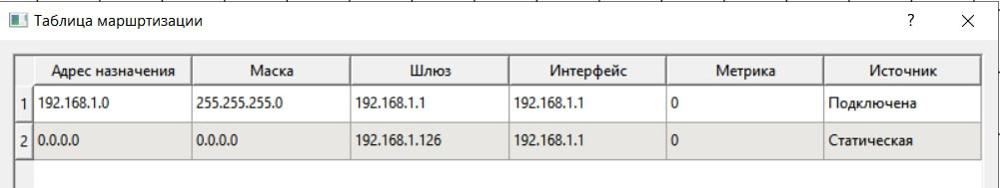 Таблица маршртизации
Адрес назначения Маска Шлюз Интерфейс Метрика Источник
1 192.168.1.0 255.255.255.0 192.168.1.1 192.168.1.1 0 Подключена
2 0.0.0.0 0.0.0.0 192.168.1.126 192.168.1.1 0 Статическая